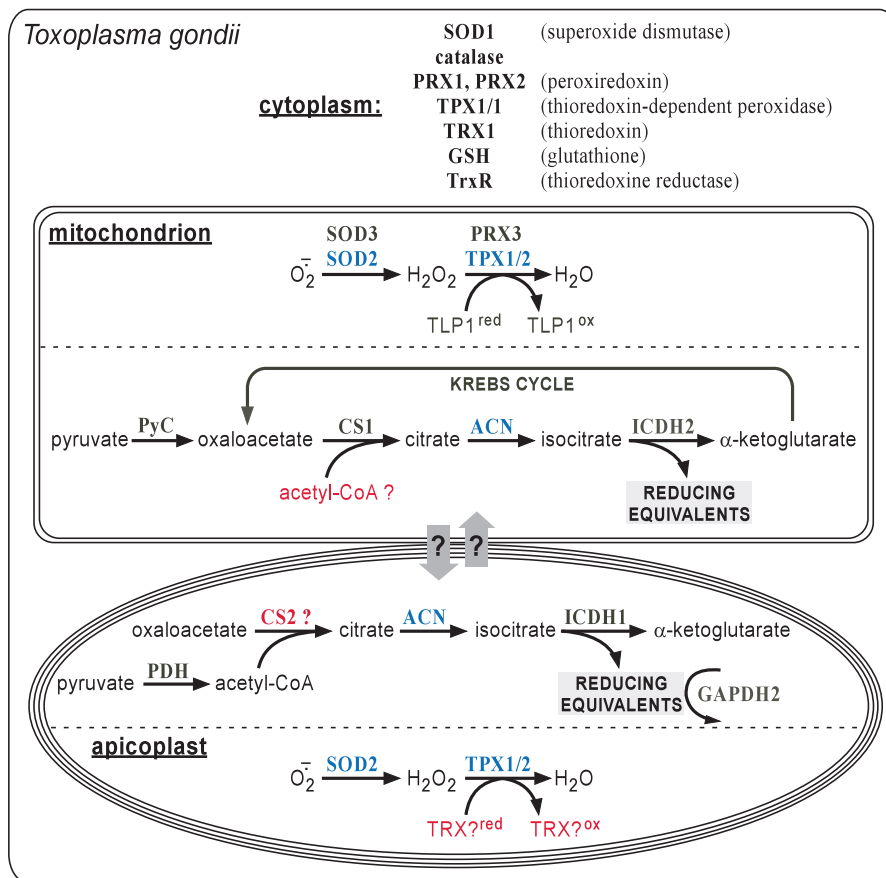 Toxoplasma gondii
SOD1 (superoxide dismutase)
catalase
PRX1, PRX2 (peroxiredoxin)
cytoplasm: TPX1/1 (thioredoxin-dependent peroxidase)
TRX1 (thioredoxin)
GSH (glutathione)
TrxR (thioredoxine reductase)
mitochondrion
SOD3 PRX3
SOD2 TPX1/2
O₂⨪ H₂O₂ H₂O
TLP1ʳᵉᵈ TLP1ᵒˣ
KREBS CYCLE
PyC CS1 ACN ICDH2
pyruvate oxaloacetate citrate isocitrate α-ketoglutarate
acetyl-CoA ?
REDUCING
EQUIVALENTS
? ?
CS2 ? ACN ICDH1
oxaloacetate citrate isocitrate α-ketoglutarate
PDH
pyruvate acetyl-CoA
REDUCING
EQUIVALENTS
GAPDH2
apicoplast
SOD2 TPX1/2
O₂⨪ H₂O₂ H₂O
TRX?ʳᵉᵈ TRX?ᵒˣ